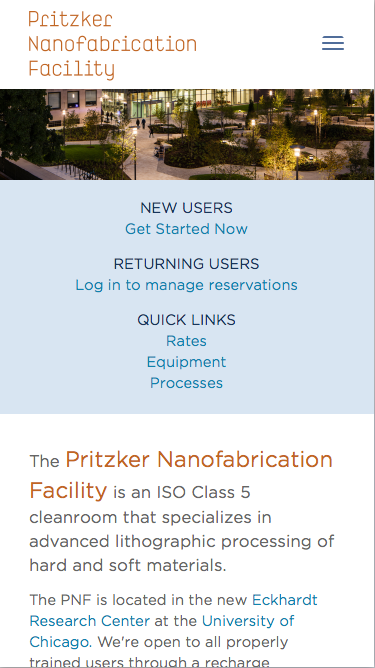 Pritzker
Nanofabrication
Facility
NEW USERS
Get Started Now
RETURNING USERS
Log in to manage reservations
QUICK LINKS
Rates
Equipment
Processes
The Pritzker Nanofabrication
Facility is an ISO Class 5
cleanroom that specializes in
advanced lithographic processing of
hard and soft materials.
The PNF is located in the new Eckhardt
Research Center at the University of
Chicago. We're open to all properly
trained users through a recharge